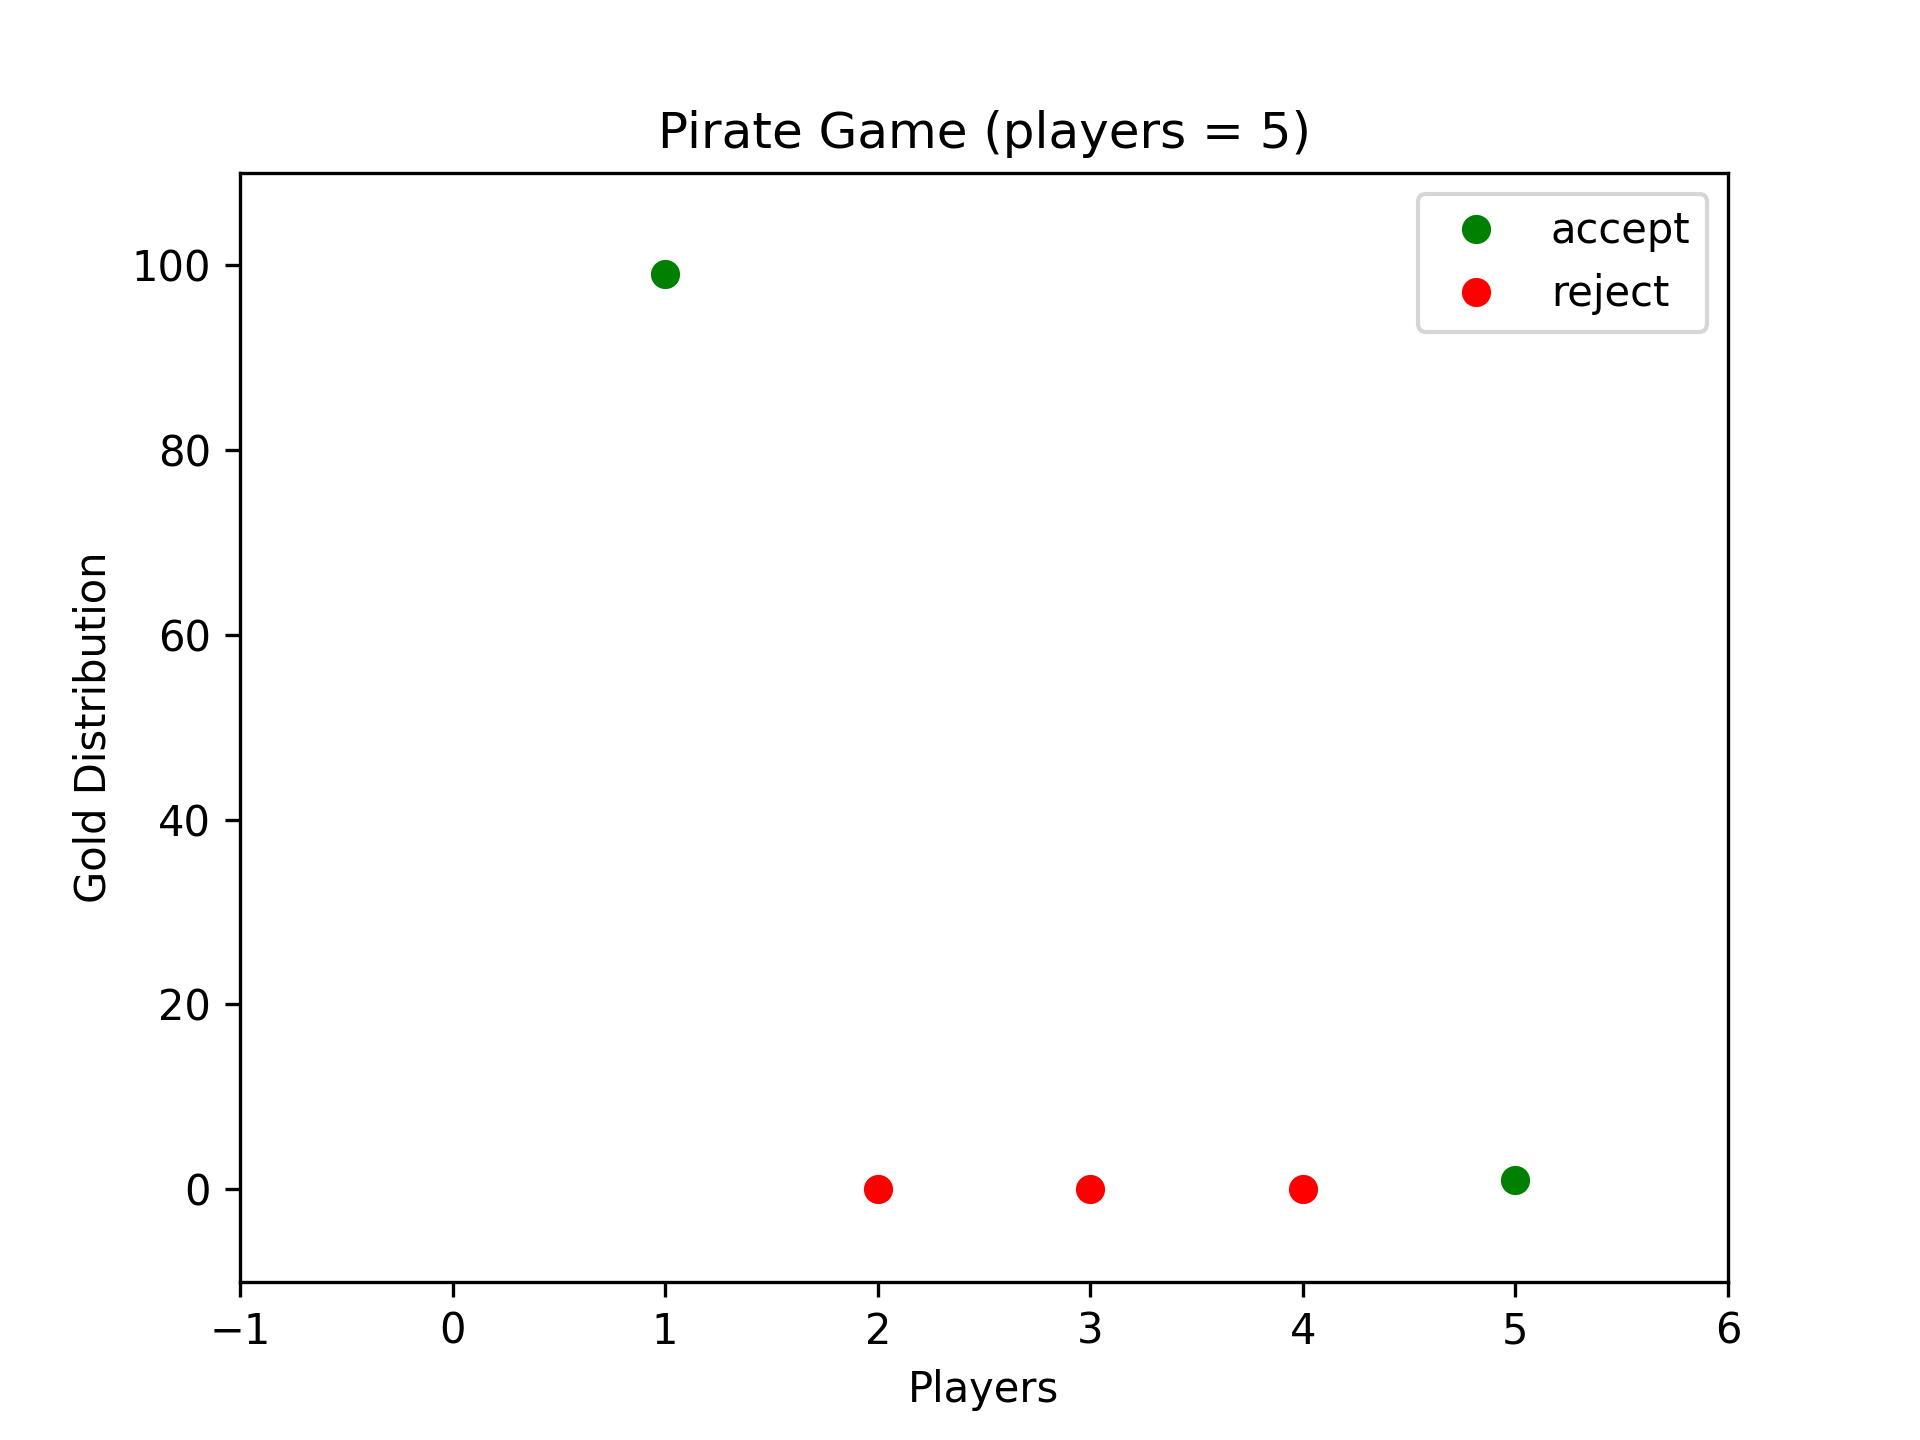 Pirate Game (players = 5)
accept
reject
Gold Distribution
100
80
60
40
20
0
−1 0 1 2 3 4 5 6
Players